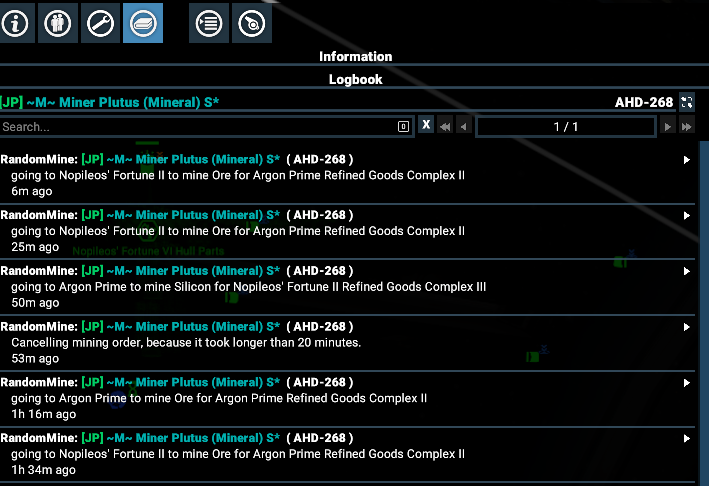 Information
Logbook
[JP] ~M~ Miner Plutus (Mineral) S* AHD-268
Search... 0 X 1 / 1
RandomMine: [JP] ~M~ Miner Plutus (Mineral) S* ( AHD-268 )
going to Nopileos' Fortune II to mine Ore for Argon Prime Refined Goods Complex II
6m ago
RandomMine: [JP] ~M~ Miner Plutus (Mineral) S* ( AHD-268 )
going to Nopileos' Fortune II to mine Ore for Argon Prime Refined Goods Complex II
25m ago
Nopileos' Fortune VI Hull Parts
RandomMine: [JP] ~M~ Miner Plutus (Mineral) S* ( AHD-268 )
going to Argon Prime to mine Silicon for Nopileos' Fortune II Refined Goods Complex III
50m ago
RandomMine: [JP] ~M~ Miner Plutus (Mineral) S* ( AHD-268 )
Cancelling mining order, because it took longer than 20 minutes.
53m ago
RandomMine: [JP] ~M~ Miner Plutus (Mineral) S* ( AHD-268 )
going to Argon Prime to mine Ore for Argon Prime Refined Goods Complex II
1h 16m ago
RandomMine: [JP] ~M~ Miner Plutus (Mineral) S* ( AHD-268 )
going to Nopileos' Fortune II to mine Ore for Argon Prime Refined Goods Complex II
1h 34m ago